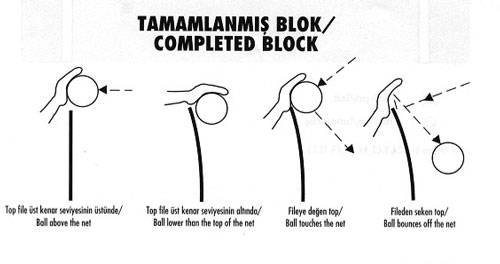 TAMAMLANMIŞ BLOK/
COMPLETED BLOCK
Top file üst kenar seviyesinin üstünde/
Ball above the net
Top file üst kenar seviyesinin altında/
Ball lower than the top of the net
Fileye değen top/
Ball touches the net
Fileden seken top/
Ball bounces off the net